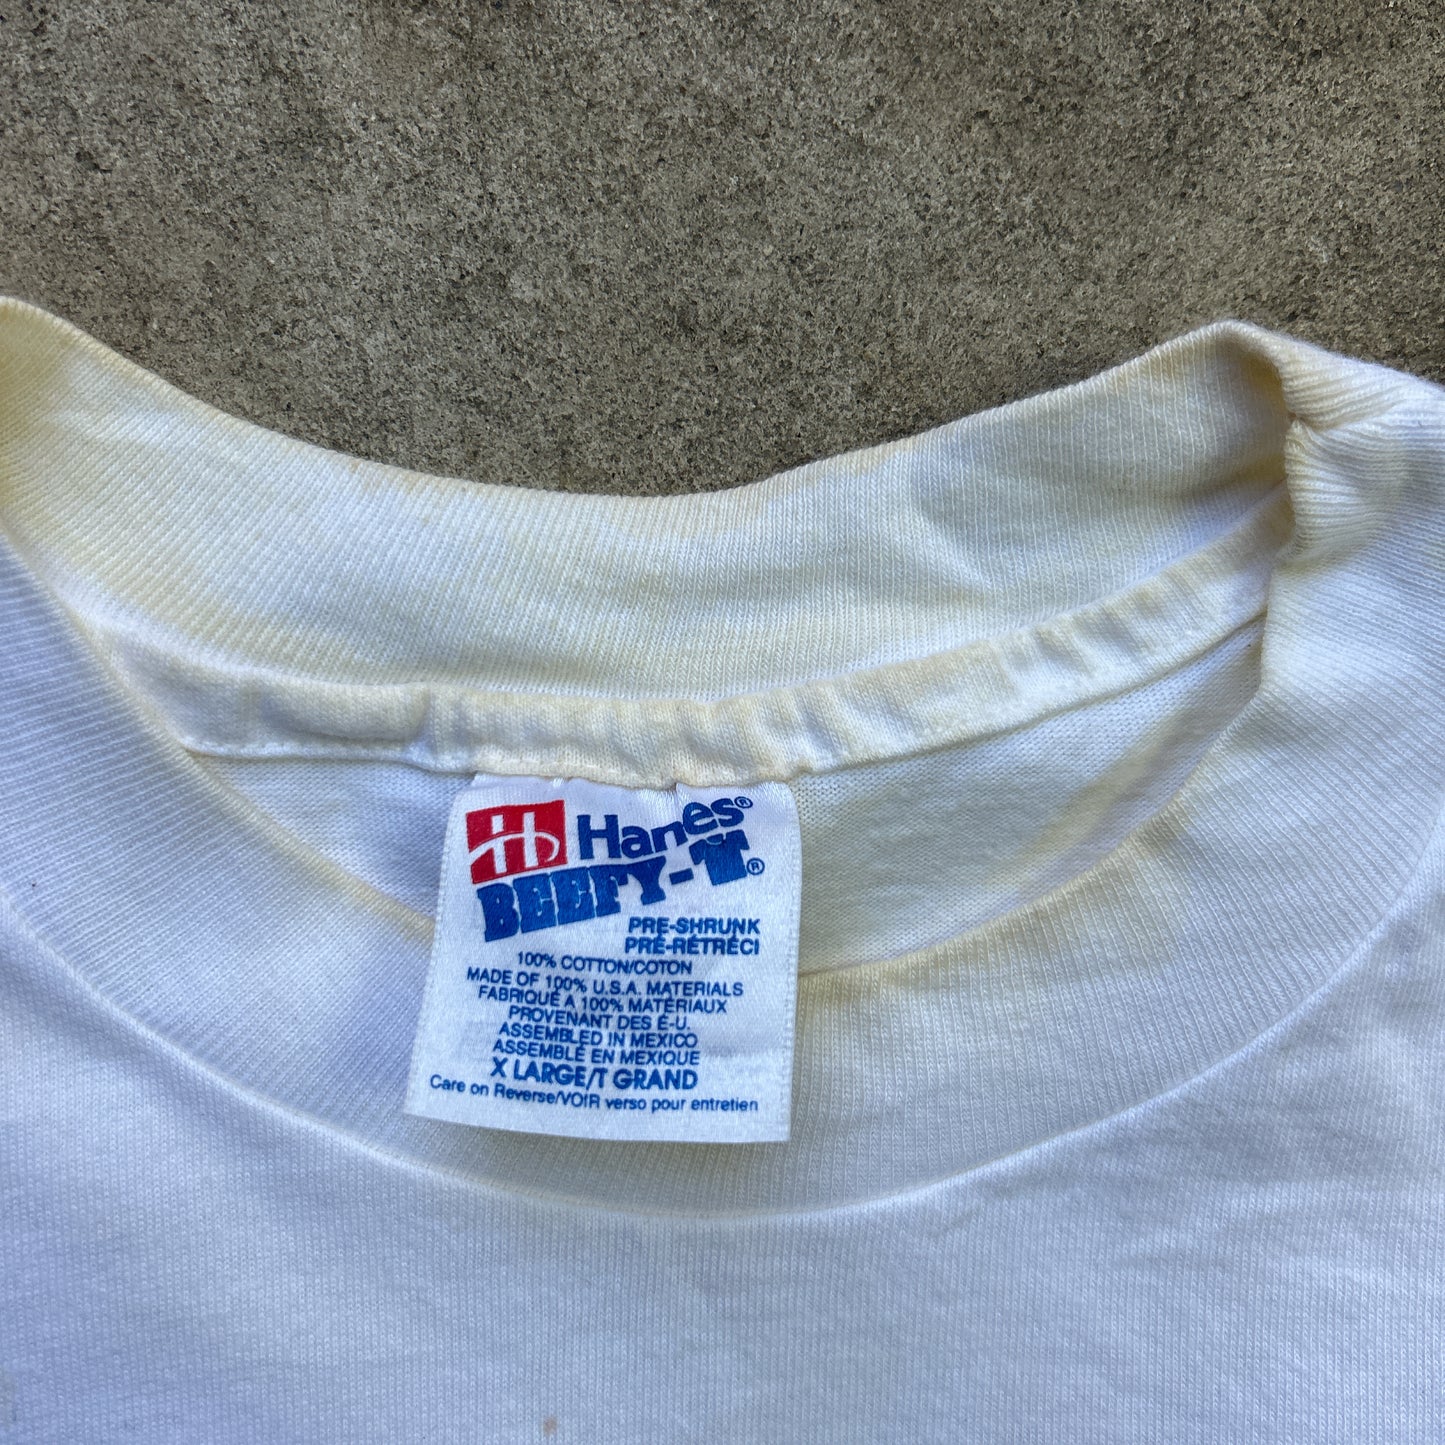 H Hanes®
BEEFY-T®
PRE-SHRUNK
PRÉ-RÉTRÉCI
100% COTTON/COTON
MADE OF 100% U.S.A. MATERIALS
FABRIQUÉ A 100% MATÉRIAUX
PROVENANT DES É-U.
ASSEMBLED IN MEXICO
ASSEMBLÉ EN MEXIQUE
X LARGE/T GRAND
Care on Reverse/VOIR verso pour entretien